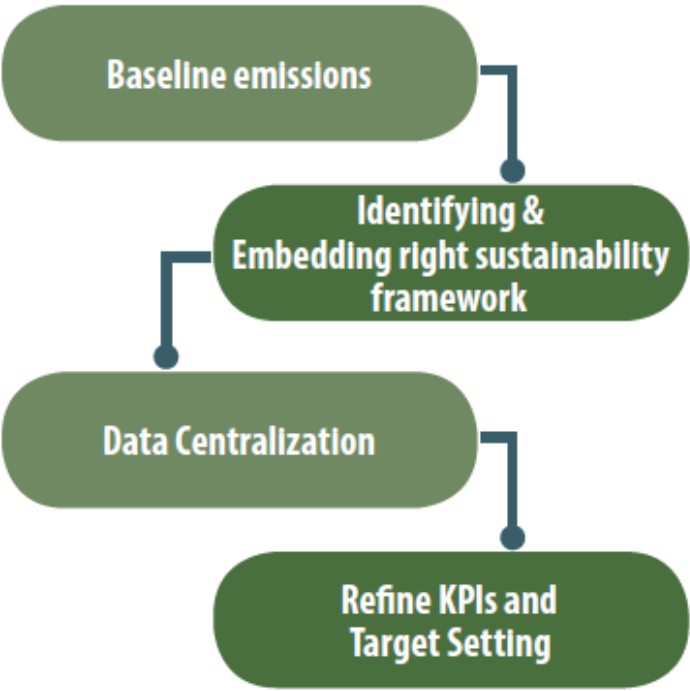 Baseline emissions
Identifying &
Embedding right sustainability
framework
Data Centralization
Refine KPIs and
Target Setting